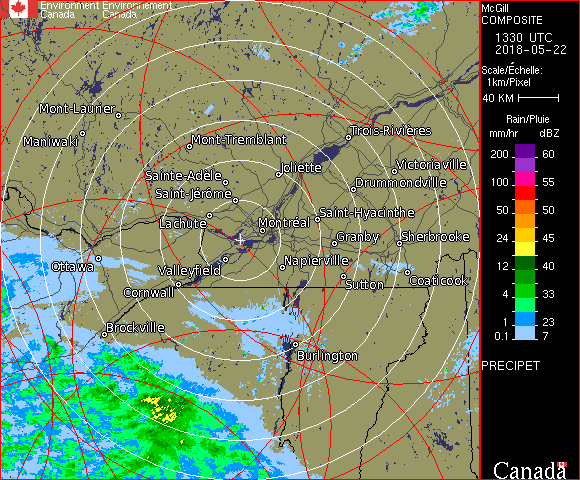 Environment Environnement
Canada Canada
McGill
COMPOSITE
1330 UTC
2018-05-22
Scale/Échelle:
1km/Pixel
40 KM
Rain/Pluie
mm/hr dBZ
200 60
100 55
50 50
24 45
12 40
4 33
1 23
0.1 7
PRECIPET
Canada
Mont-Laurier
Maniwaki
Mont-Tremblant
Trois-Rivières
Sainte-Adèle
Joliette
Victoriaville
Saint-Jérôme
Drummondville
Lachute
Montréal
Saint-Hyacinthe
Granby
Sherbrooke
Ottawa
Valleyfield
Napierville
Cornwall
Sutton
Coaticook
Brockville
Burlington